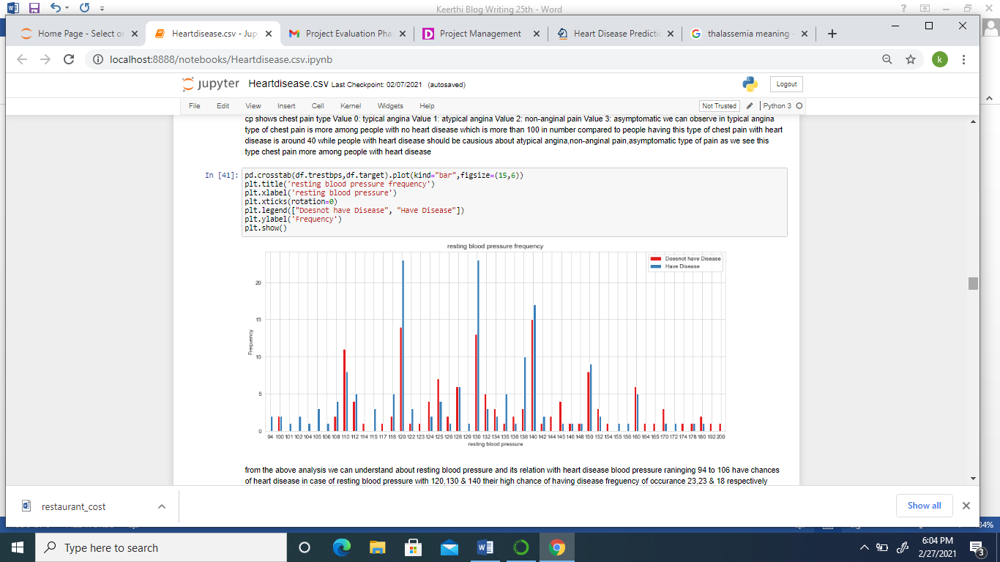 Keerthi Blog Writing 25th - Word
Home Page - Select or
Heartdisease.csv - Jup
Project Evaluation Pha
Project Management
Heart Disease Predictio
thalassemia meaning -
localhost:8888/notebooks/Heartdisease.csv.ipynb
k
jupyter Heartdisease.csv Last Checkpoint: 02/07/2021 (autosaved)
Logout
File Edit View Insert Cell Kernel Widgets Help
Not Trusted
Python 3
cp shows chest pain type Value 0: typical angina Value 1: atypical angina Value 2: non-anginal pain Value 3: asymptomatic we can observe in typical angina
type of chest pain is more among people with no heart disease which is more than 100 in number compared to people having this type of chest pain with heart
disease is around 40 while people with heart disease should be causious about atypical angina,non-anginal pain,asymptomatic type of pain as we see this
type chest pain more among people with heart disease
In [41]:
pd.crosstab(df.trestbps,df.target).plot(kind="bar",figsize=(15,6))
plt.title('resting blood pressure frequency')
plt.xlabel('resting blood pressure')
plt.xticks(rotation=0)
plt.legend(["Doesnot have Disease", "Have Disease"])
plt.ylabel('Frequency')
plt.show()
resting blood pressure frequency
Doesnot have Disease
Have Disease
20
15
10
5
0
Frequency
94 100 101 102 104 105 106 108 110 112 114 115 117 118 120 122 123 124 125 126 128 129 130 132 134 135 136 138 140 142 144 145 146 148 150 152 154 155 156 160 164 165 170 172 174 178 180 192 200
resting blood pressure
from the above analysis we can understand about resting blood pressure and its relation with heart disease blood pressure raninging 94 to 106 have chances
of heart disease in case of resting blood pressure with 120,130 & 140 their high chance of having disease freguency of occurance 23,23 & 18 respectively
restaurant_cost
Show all
34%
Type here to search
6:04 PM
2/27/2021
3